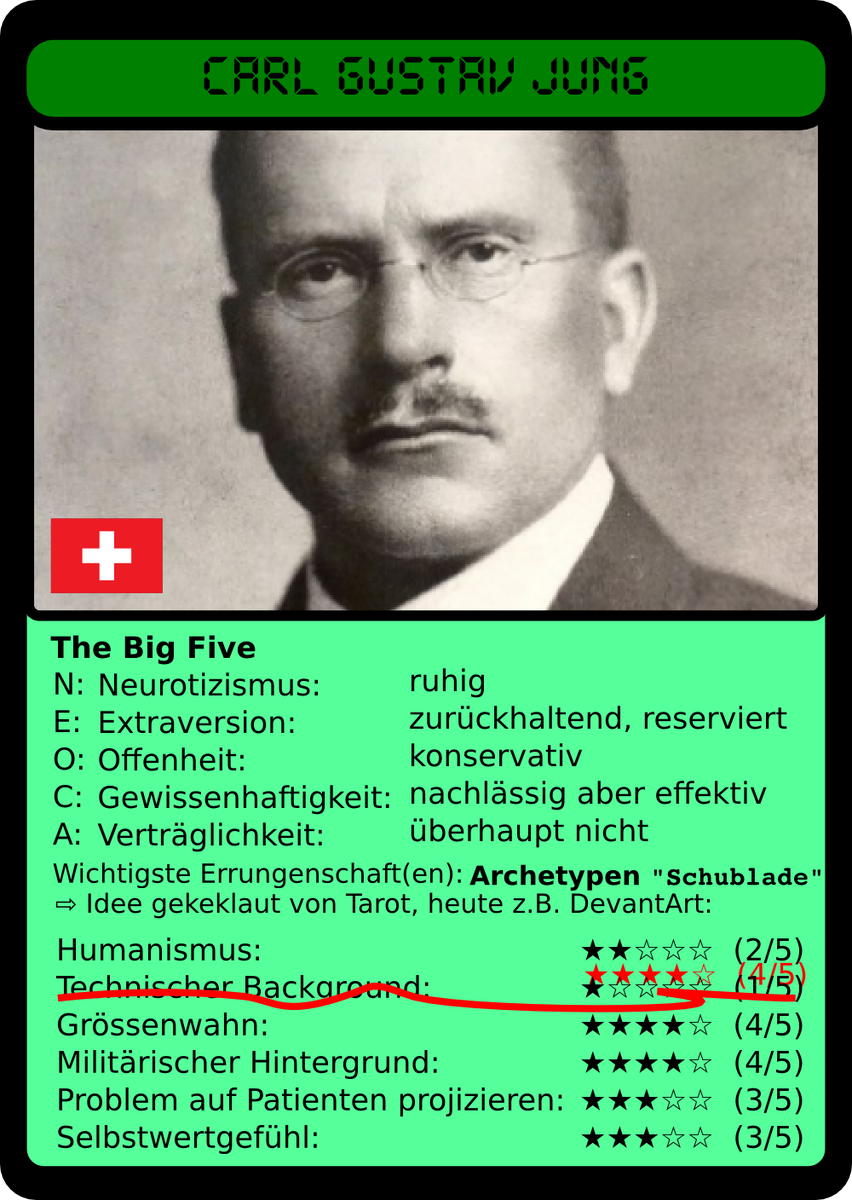 CARL GUSTAV JUNG
The Big Five
N: Neurotizismus: ruhig
E: Extraversion: zurückhaltend, reserviert
O: Offenheit: konservativ
C: Gewissenhaftigkeit: nachlässig aber effektiv
A: Verträglichkeit: überhaupt nicht
Wichtigste Errungenschaft(en): Archetypen "Schublade"
⇨ Idee gekeklaut von Tarot, heute z.B. DevantArt:
Humanismus: ★★☆☆☆ (2/5)
★★★★☆ (4/5)
Technischer Background: ★☆☆☆☆ (1/5)
Grössenwahn: ★★★★☆ (4/5)
Militärischer Hintergrund: ★★★★☆ (4/5)
Problem auf Patienten projizieren: ★★★☆☆ (3/5)
Selbstwertgefühl: ★★★☆☆ (3/5)